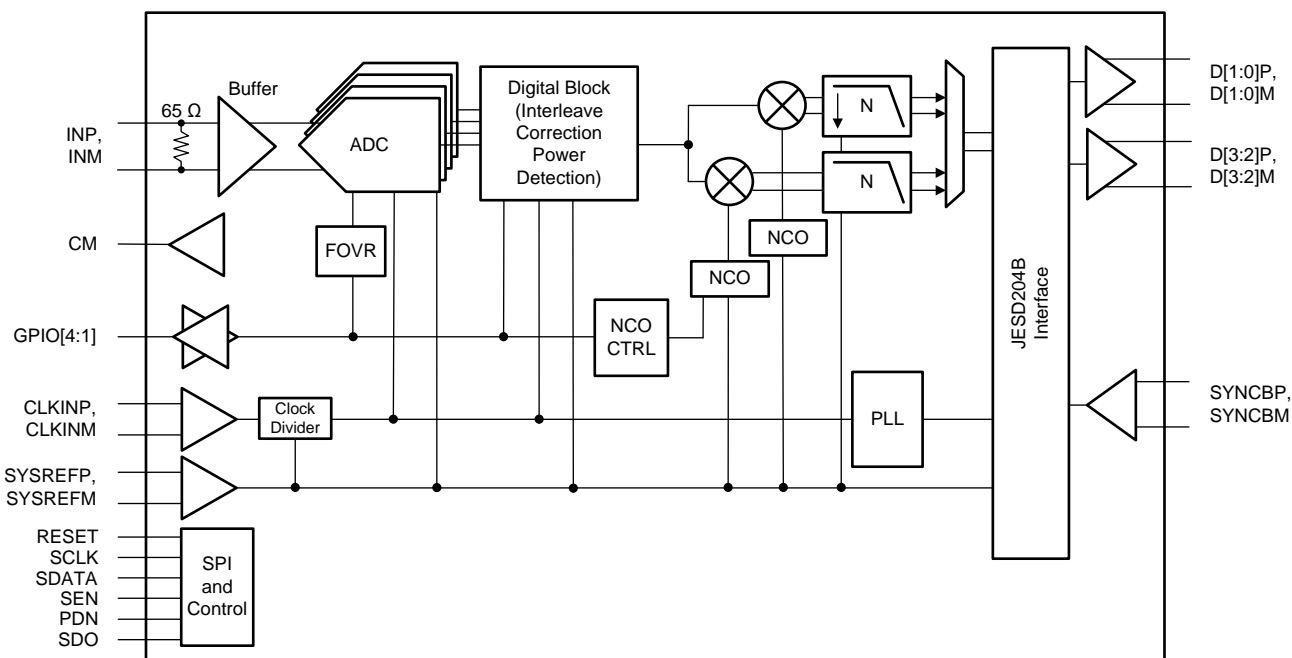 Buffer
65 Ω
INP,
INM
ADC
Digital Block
(Interleave
Correction
Power
Detection)
N
N
D[1:0]P,
D[1:0]M
D[3:2]P,
D[3:2]M
CM
FOVR
NCO
NCO
GPIO[4:1]
NCO
CTRL
JESD204B
Interface
CLKINP,
CLKINM
Clock
Divider
PLL
SYNCBP,
SYNCBM
SYSREFP,
SYSREFM
RESET
SCLK
SDATA
SEN
PDN
SDO
SPI
and
Control